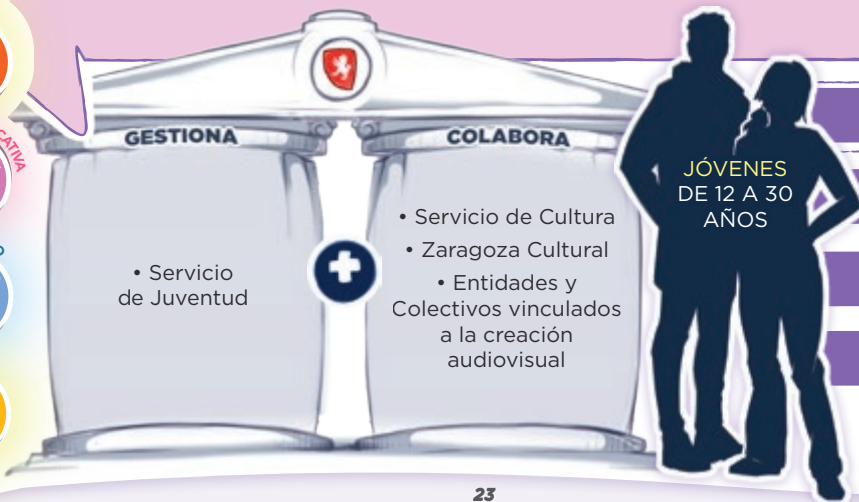 GESTIONA
• Servicio
de Juventud
COLABORA
• Servicio de Cultura
• Zaragoza Cultural
• Entidades y
Colectivos vinculados
a la creación
audiovisual
JÓVENES
DE 12 A 30
AÑOS
23